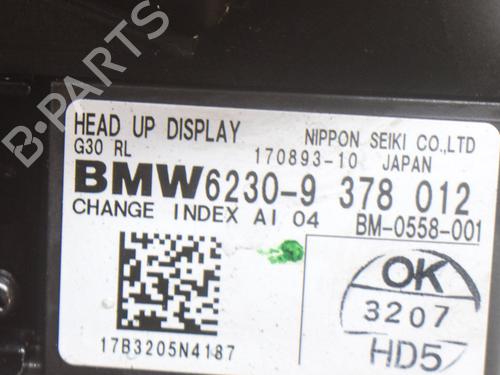 HEAD UP DISPLAY
NIPPON SEIKI CO.,LTD
G30 RL
170893-10 JAPAN
BMW6230-9 378 012
CHANGE INDEX AI 04
BM-0558-001
OK
3207
HD5
17B3205N4187
B-PARTS